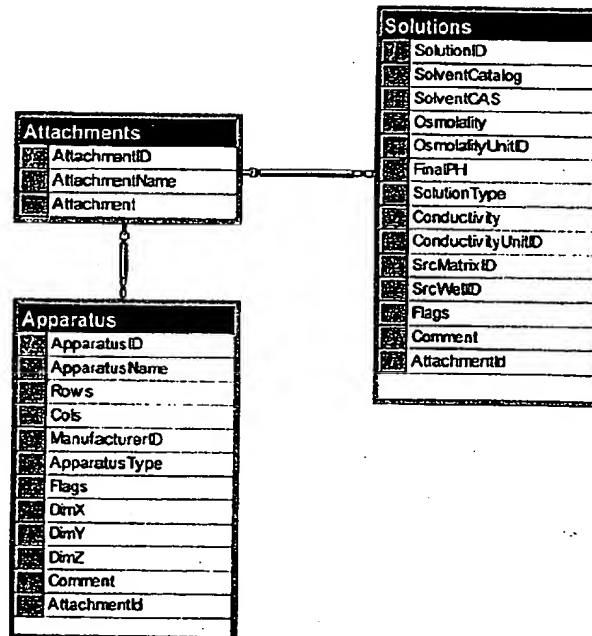 Attachments
AttachmentID
AttachmentName
Attachment
Apparatus
ApparatusID
ApparatusName
Rows
Cols
ManufacturerID
ApparatusType
Flags
DimX
DimY
DimZ
Comment
AttachmentId
Solutions
SolutionID
SolventCatalog
SolventCAS
Osmolality
OsmolalityUnitID
FinalPH
SolutionType
Conductivity
ConductivityUnitID
SrcMatrixID
SrcWellID
Flags
Comment
AttachmentId